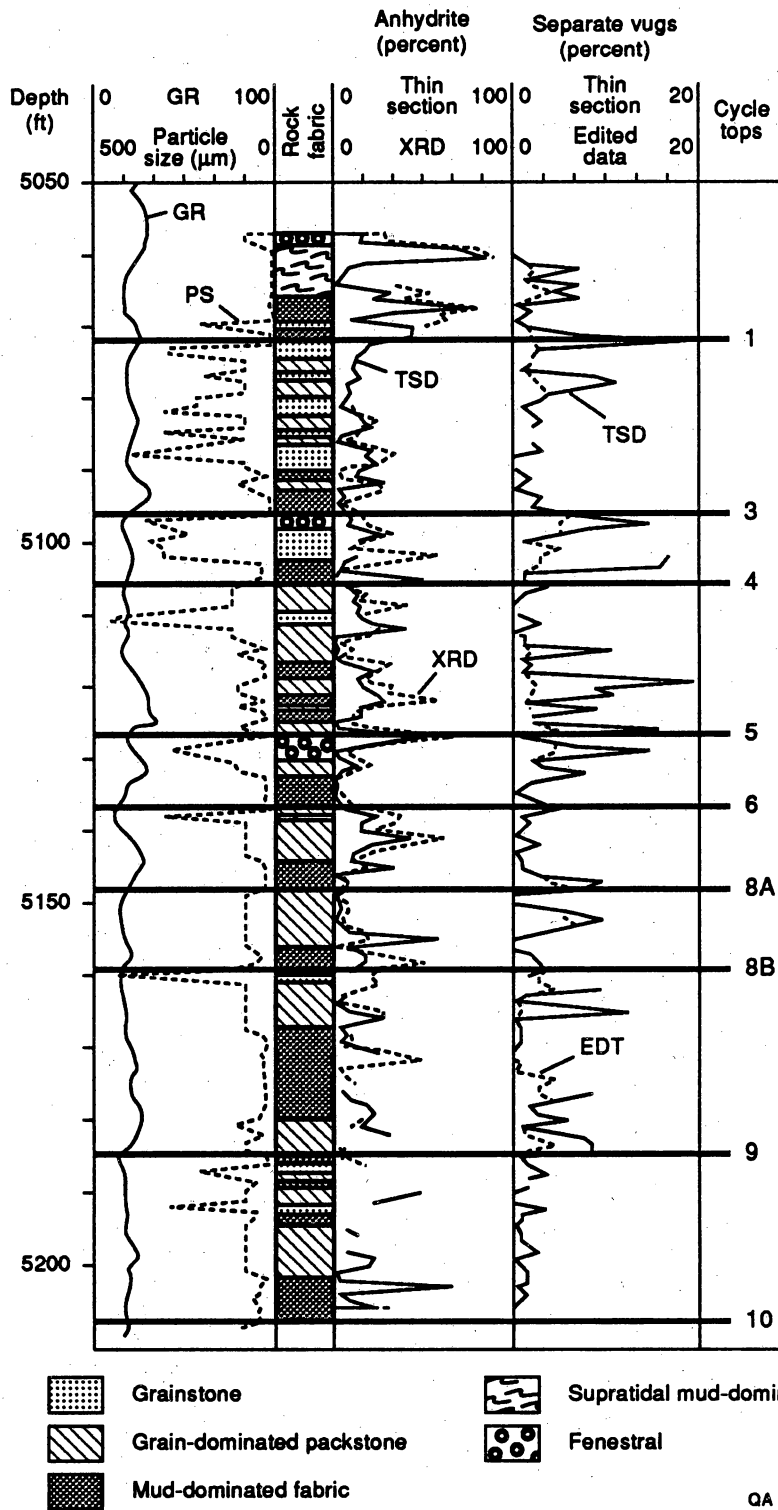 Anhydrite (percent)
Separate vugs (percent)
Depth (ft)
0 GR 100
Rock fabric
0 Thin section 100
0 Thin section 20
Cycle tops
500 Particle size (µm) 0
0 XRD 100
0 Edited data 20
5050
GR
PS
1
TSD
TSD
3
5100
4
XRD
5
6
8A
5150
8B
EDT
9
5200
10
Grainstone
Supratidal mud-domi
Grain-dominated packstone
Fenestral
Mud-dominated fabric
QA